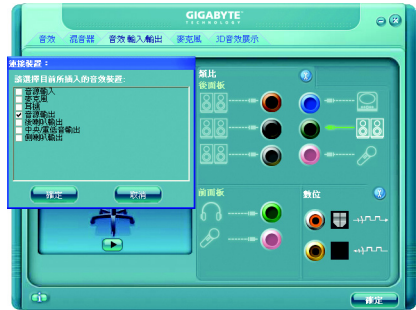 GIGABYTE
音效 混音器 音效輸入/輸出 麥克風 3D音效展示
連接裝置:
請選擇目前所插入的音效裝置:
音源輸入
麥克風
耳機
音源輸出
後喇叭輸出
中央/重低音輸出
側喇叭輸出
確定 取消
類比
後面板
前面板
數位
確定